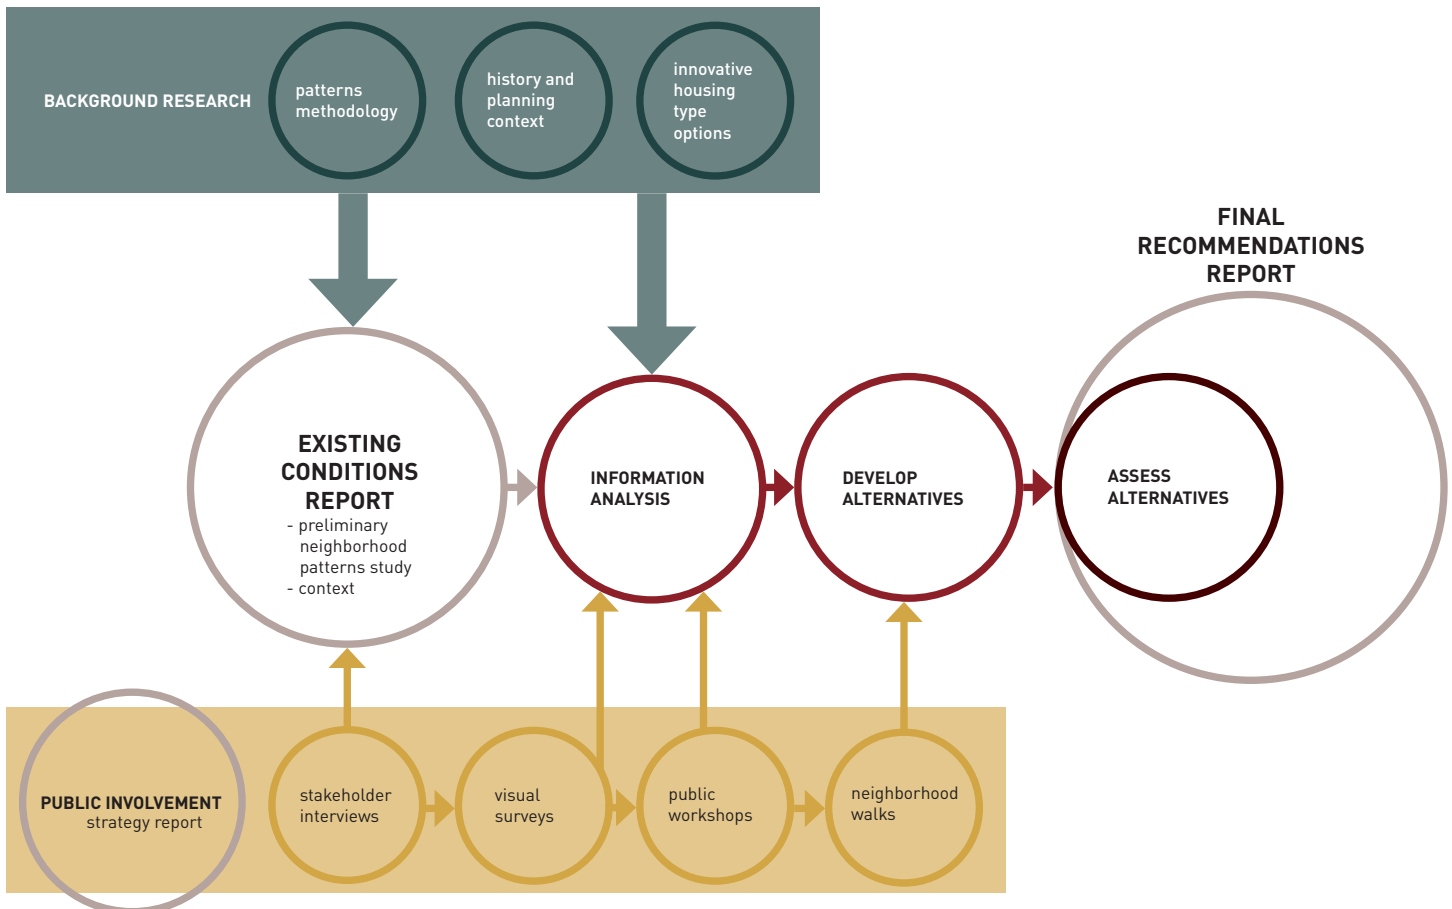 BACKGROUND RESEARCH
patterns
methodology
history and
planning
context
innovative
housing
type
options
FINAL
RECOMMENDATIONS
REPORT
EXISTING
CONDITIONS
REPORT
- preliminary
neighborhood
patterns study
- context
INFORMATION
ANALYSIS
DEVELOP
ALTERNATIVES
ASSESS
ALTERNATIVES
PUBLIC INVOLVEMENT
strategy report
stakeholder
interviews
visual
surveys
public
workshops
neighborhood
walks